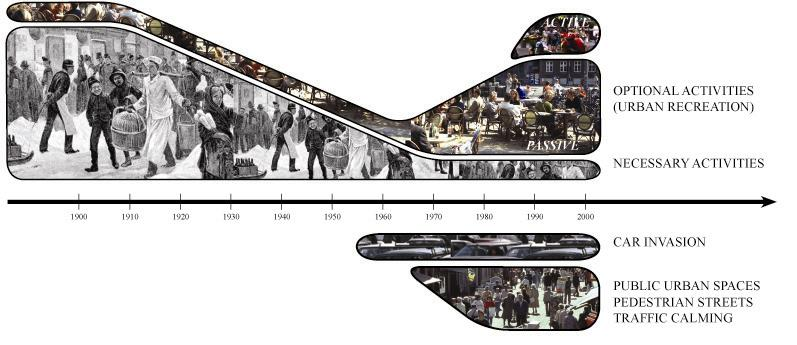 ACTIVE
OPTIONAL ACTIVITIES
(URBAN RECREATION)
PASSIVE
NECESSARY ACTIVITIES
1900 1910 1920 1930 1940 1950 1960 1970 1980 1990 2000
CAR INVASION
PUBLIC URBAN SPACES
PEDESTRIAN STREETS
TRAFFIC CALMING